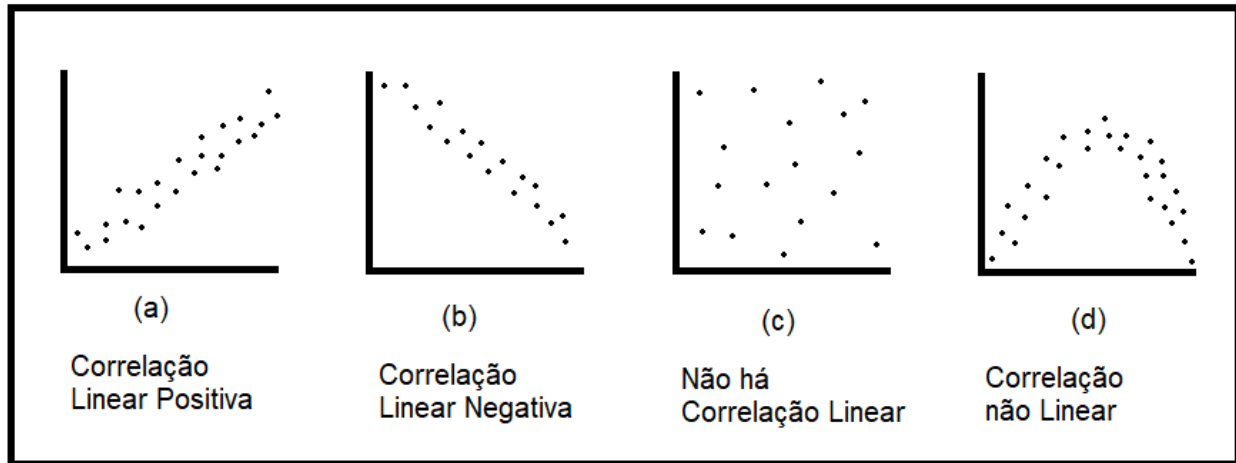 (a)
Correlação
Linear Positiva
(b)
Correlação
Linear Negativa
(c)
Não há
Correlação Linear
(d)
Correlação
não Linear